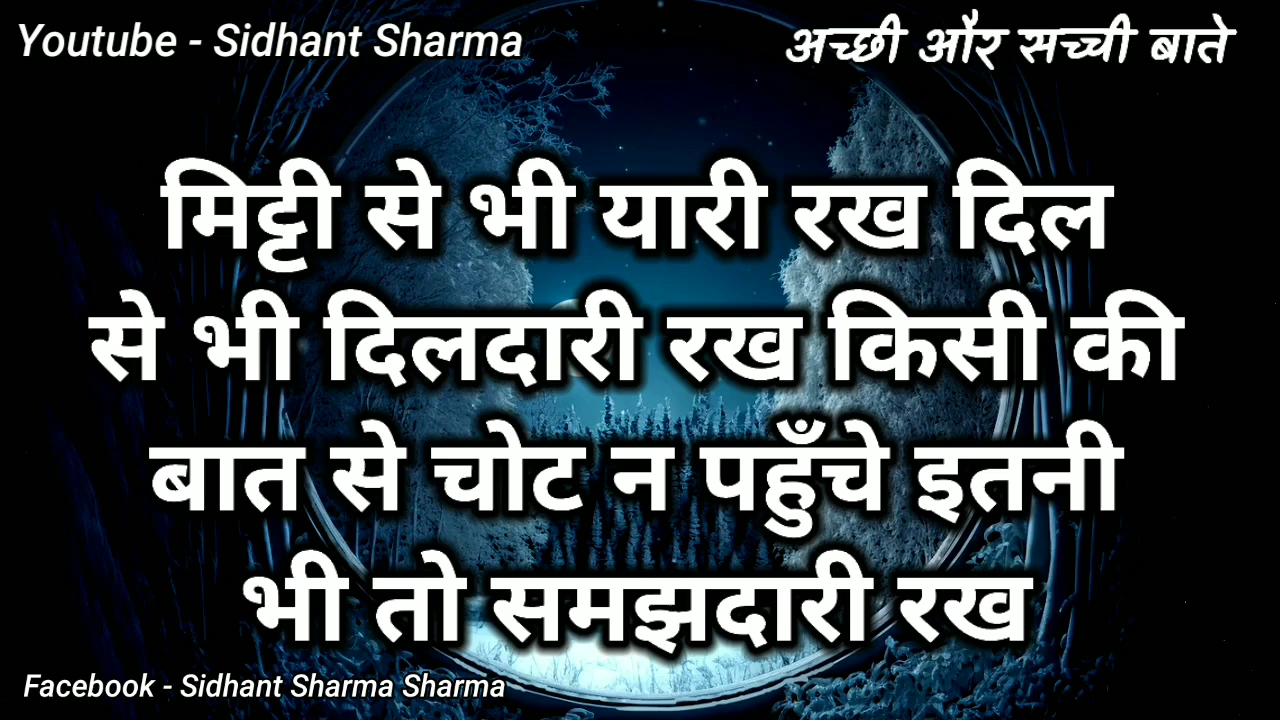 Youtube - Sidhant Sharma
अच्छी और सच्ची बाते
मिट्टी से भी यारी रख दिल
से भी दिलदारी रख किसी की
बात से चोट न पहुँचे इतनी
भी तो समझदारी रख
Facebook - Sidhant Sharma Sharma